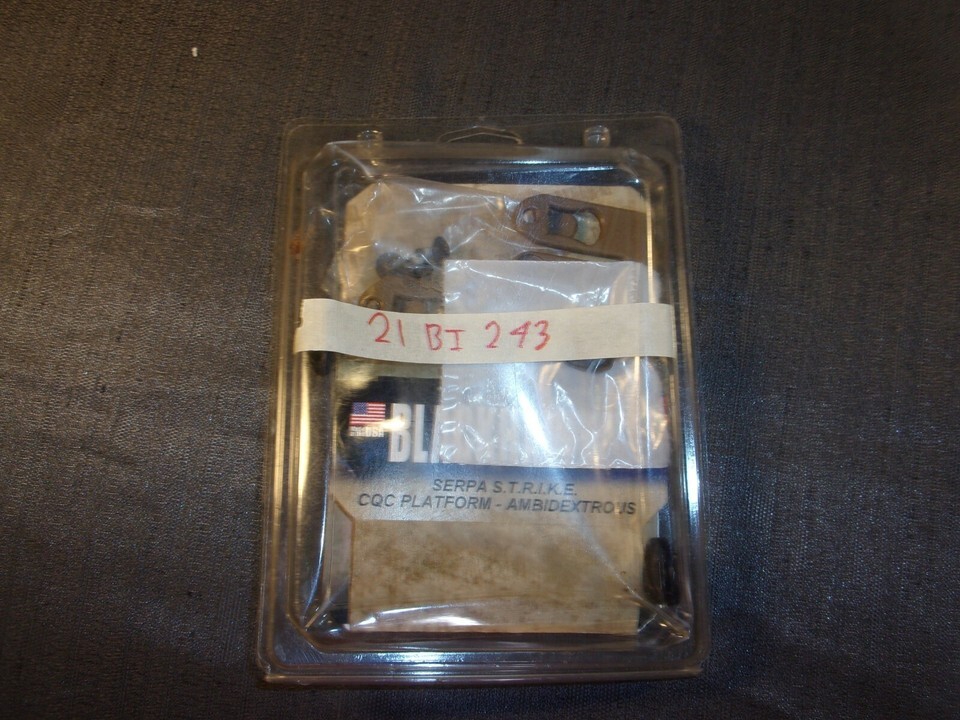 21 BI 243
SERPA S.T.R.I.K.E.
CQC PLATFORM - AMBIDEXTROUS